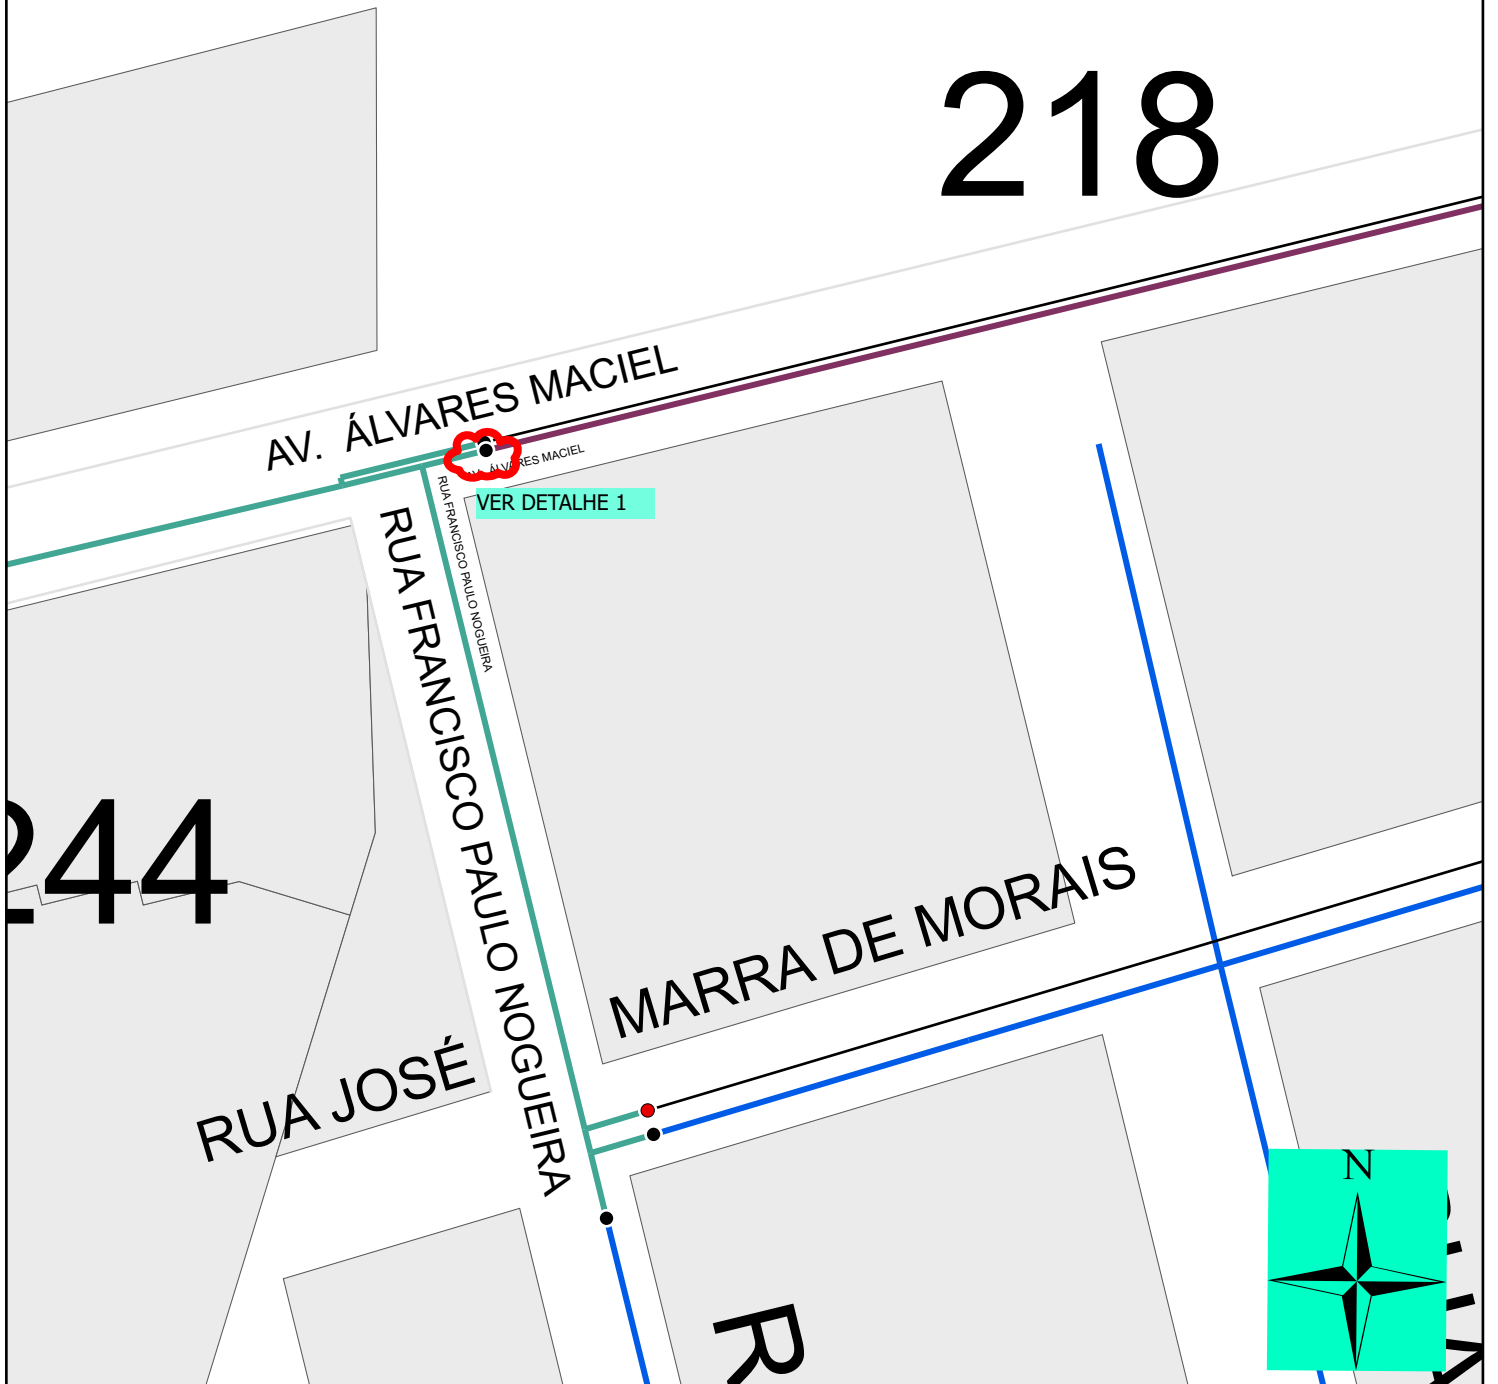 218
AV. ÁLVARES MACIEL
AV. ÁLVARES MACIEL
VER DETALHE 1
RUA FRANCISCO PAULO NOGUEIRA
RUA FRANCISCO PAULO NOGUEIRA
244
MARRA DE MORAIS
RUA JOSÉ
N
R